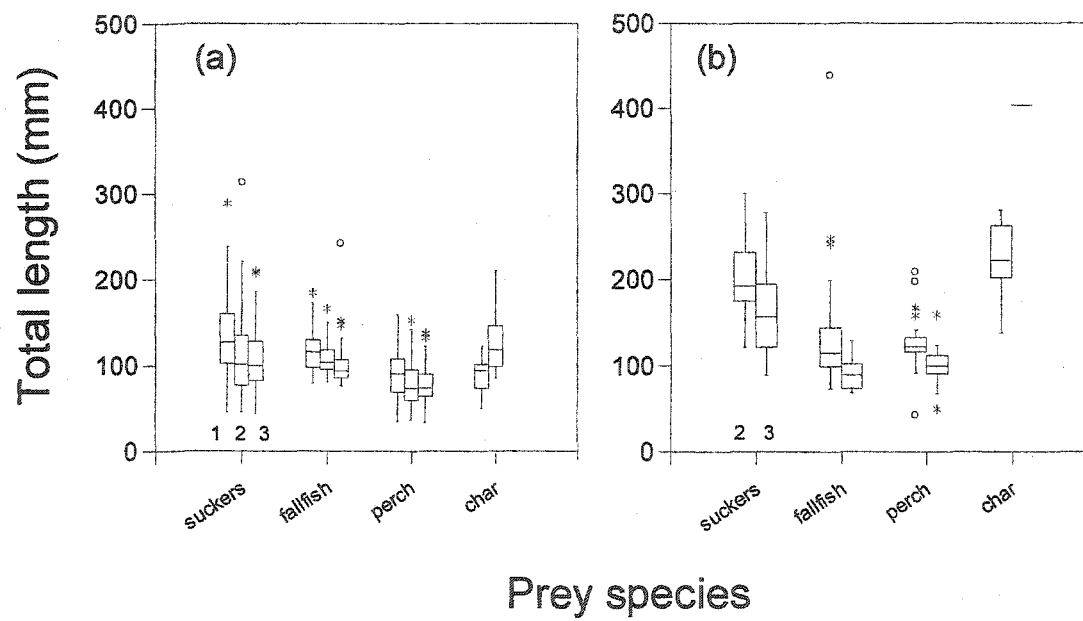 Total length (mm)
500
400
300
200
100
0
(a)
1 2 3
suckers
fallfish
perch
char
500
400
300
200
100
0
(b)
2 3
suckers
fallfish
perch
char
Prey species